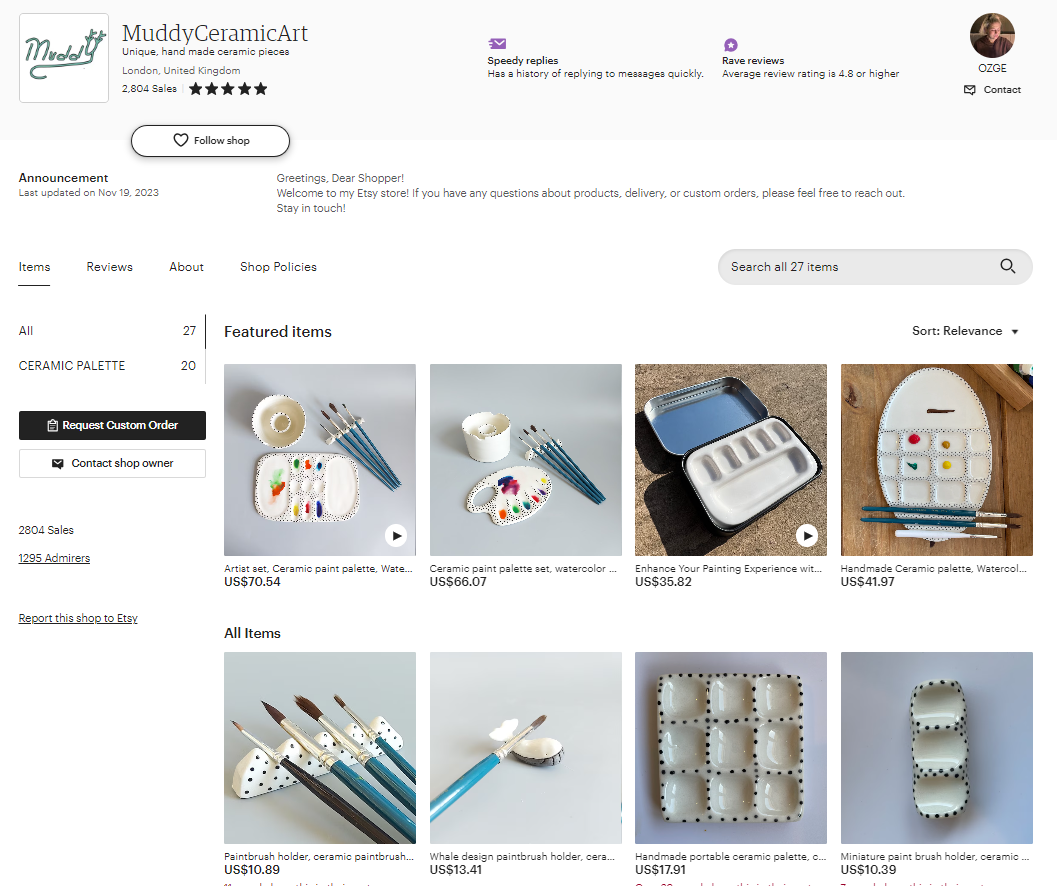 Muddy
MuddyCeramicArt
Unique, hand made ceramic pieces
London, United Kingdom
2,804 Sales
Speedy replies
Has a history of replying to messages quickly.
Rave reviews
Average review rating is 4.8 or higher
OZGE
Contact
Follow shop
Announcement
Last updated on Nov 19, 2023
Greetings, Dear Shopper!
Welcome to my Etsy store! If you have any questions about products, delivery, or custom orders, please feel free to reach out.
Stay in touch!
Items Reviews About Shop Policies
Search all 27 items
All 27
CERAMIC PALETTE 20
Request Custom Order
Contact shop owner
2804 Sales
1295 Admirers
Report this shop to Etsy
Featured items
Sort: Relevance
Artist set, Ceramic paint palette, Wate...
US$70.54
Ceramic paint palette set, watercolor ...
US$66.07
Enhance Your Painting Experience wit...
US$35.82
Handmade Ceramic palette, Watercol...
US$41.97
All Items
Paintbrush holder, ceramic paintbrush...
US$10.89
Whale design paintbrush holder, cera...
US$13.41
Handmade portable ceramic palette, c...
US$17.91
Miniature paint brush holder, ceramic ...
US$10.39